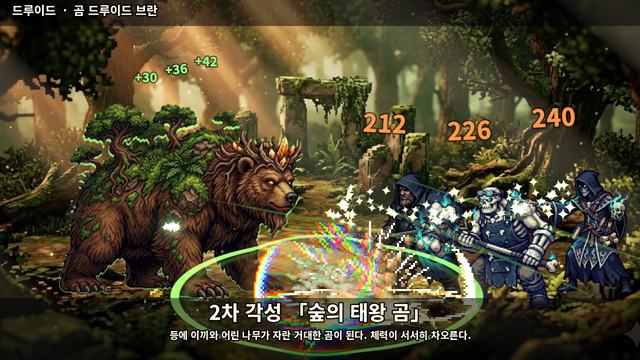 드루이드 · 곰 드루이드 브란
+30 +36 +42
212 226 240
2차 각성 「숲의 태왕 곰」
등에 이끼와 어린 나무가 자란 거대한 곰이 된다. 체력이 서서히 차오른다.